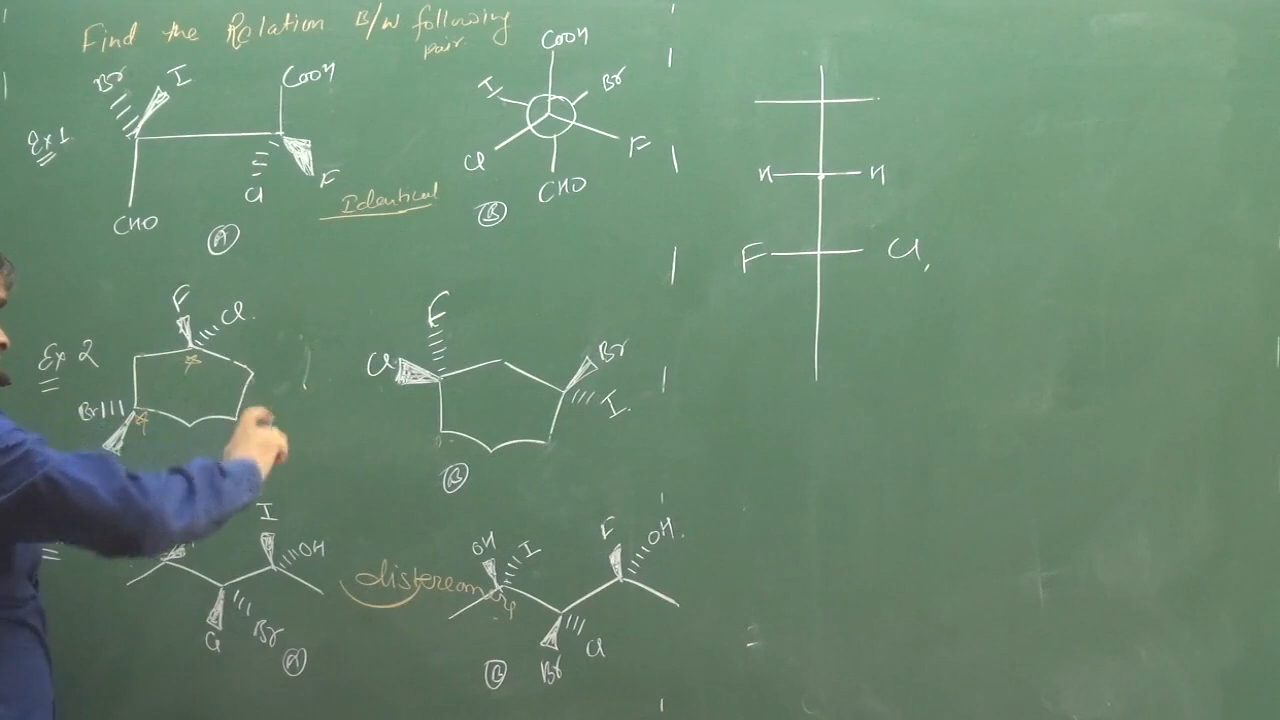 Find the Relation B/W following
pair.
Br I COOH
Ex 1
CHO Cl F
A
Identical
COOH
I Br
Cl F
CHO
B
H H
F Cl,
Ex 2
F Cl.
Br
F
Cl Br
I.
B
I
OH
Cl Br
A
distereomers
OH I F OH.
Br Cl
B
=